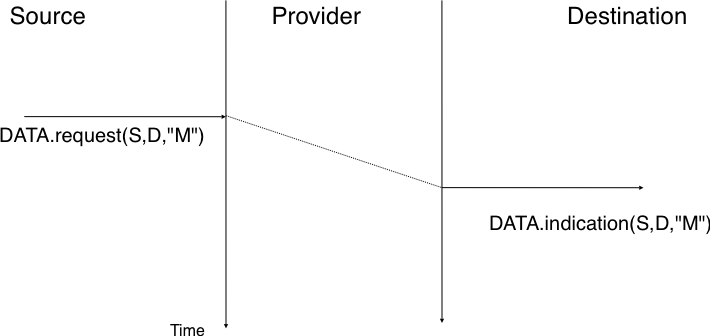 Source
Provider
Destination
DATA.request(S,D,"M")
DATA.indication(S,D,"M")
Time